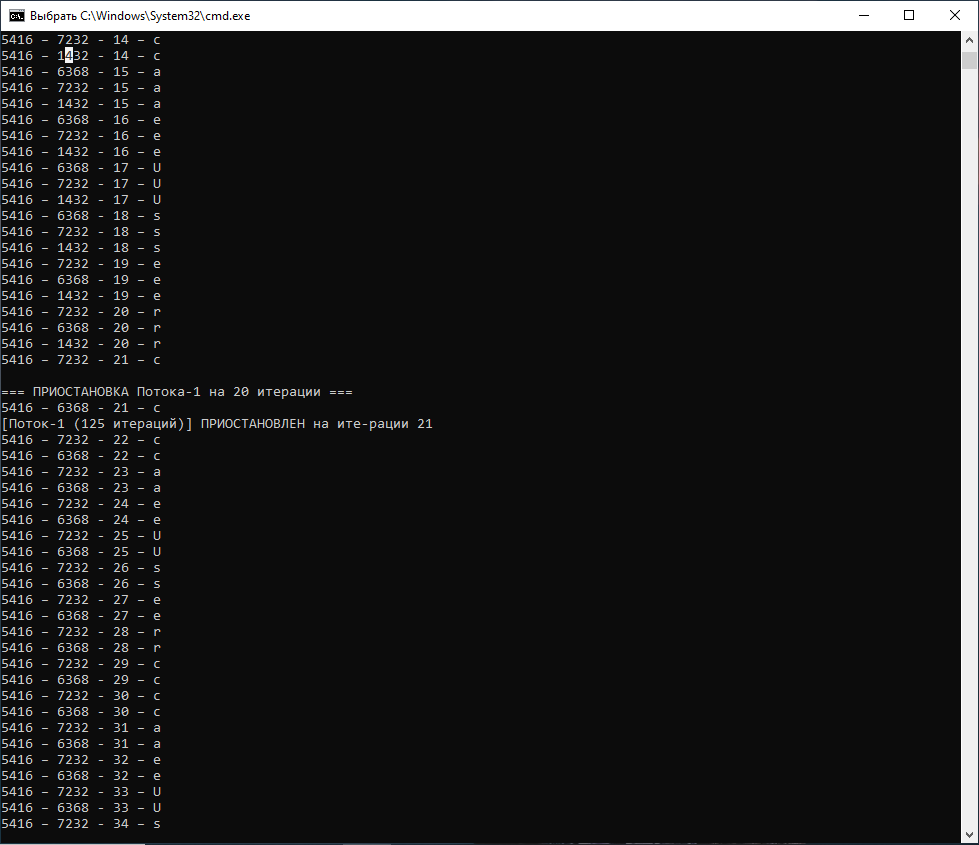 Выбрать C:\Windows\System32\cmd.exe
5416 – 7232 - 14 – c
5416 – 1432 - 14 – c
5416 – 6368 - 15 – a
5416 – 7232 - 15 – a
5416 – 1432 - 15 – a
5416 – 6368 - 16 – e
5416 – 7232 - 16 – e
5416 – 1432 - 16 – e
5416 – 6368 - 17 – U
5416 – 7232 - 17 – U
5416 – 1432 - 17 – U
5416 – 6368 - 18 – s
5416 – 7232 - 18 – s
5416 – 1432 - 18 – s
5416 – 7232 - 19 – e
5416 – 6368 - 19 – e
5416 – 1432 - 19 – e
5416 – 7232 - 20 – r
5416 – 6368 - 20 – r
5416 – 1432 - 20 – r
5416 – 7232 - 21 – c
=== ПРИОСТАНОВКА Потока-1 на 20 итерации ===
5416 – 6368 - 21 – c
[Поток-1 (125 итераций)] ПРИОСТАНОВЛЕН на ите-рации 21
5416 – 7232 - 22 – c
5416 – 6368 - 22 – c
5416 – 7232 - 23 – a
5416 – 6368 - 23 – a
5416 – 7232 - 24 – e
5416 – 6368 - 24 – e
5416 – 7232 - 25 – U
5416 – 6368 - 25 – U
5416 – 7232 - 26 – s
5416 – 6368 - 26 – s
5416 – 7232 - 27 – e
5416 – 6368 - 27 – e
5416 – 7232 - 28 – r
5416 – 6368 - 28 – r
5416 – 7232 - 29 – c
5416 – 6368 - 29 – c
5416 – 7232 - 30 – c
5416 – 6368 - 30 – c
5416 – 7232 - 31 – a
5416 – 6368 - 31 – a
5416 – 7232 - 32 – e
5416 – 6368 - 32 – e
5416 – 7232 - 33 – U
5416 – 6368 - 33 – U
5416 – 7232 - 34 – s